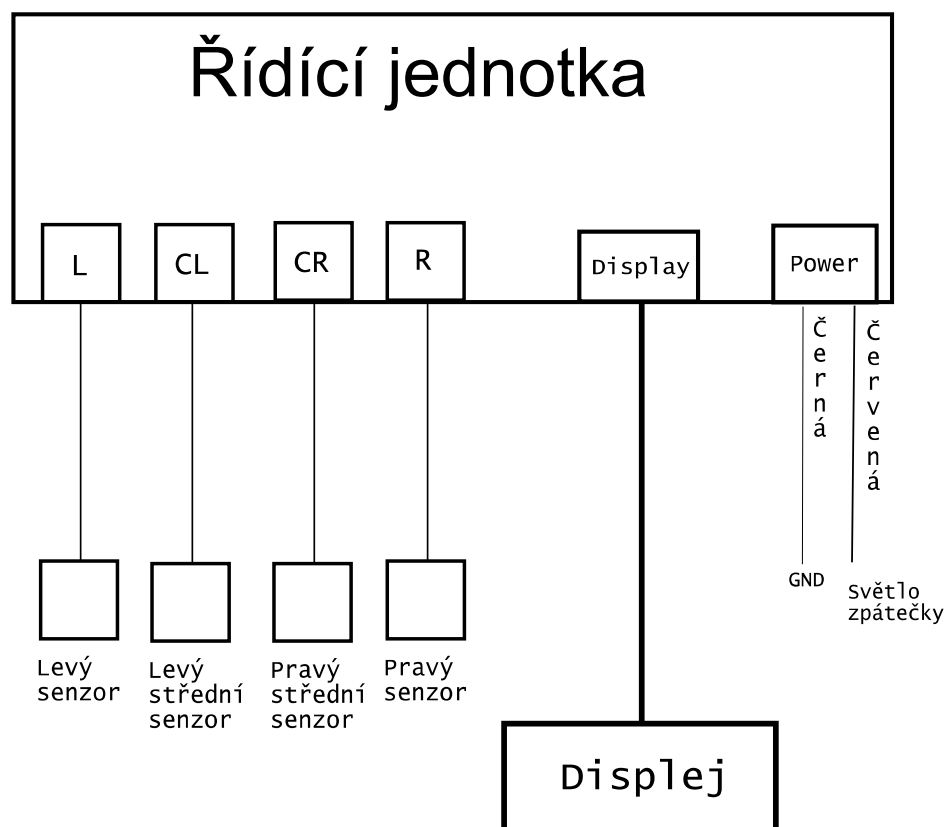 Řídící jednotka
L
CL
CR
R
Display
Power
Černá
Červená
GND
Světlo
zpátečky
Levý
senzor
Levý
střední
senzor
Pravý
střední
senzor
Pravý
senzor
Displej